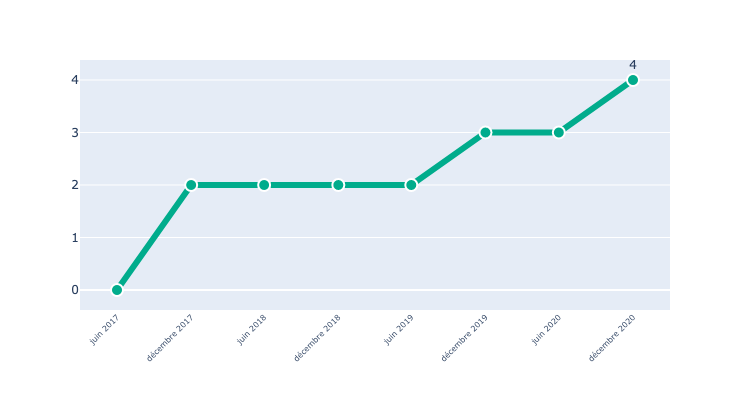 4
4
3
2
1
0
juin 2017
décembre 2017
juin 2018
décembre 2018
juin 2019
décembre 2019
juin 2020
décembre 2020